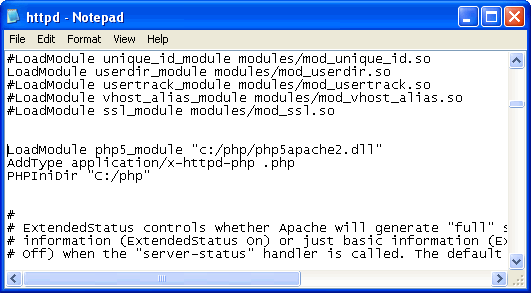 httpd - Notepad
File Edit Format View Help
#LoadModule unique_id_module modules/mod_unique_id.so
LoadModule userdir_module modules/mod_userdir.so
#LoadModule usertrack_module modules/mod_usertrack.so
#LoadModule vhost_alias_module modules/mod_vhost_alias.so
#LoadModule ssl_module modules/mod_ssl.so
LoadModule php5_module "c:/php/php5apache2.dll"
AddType application/x-httpd-php .php
PHPIniDir "C:/php"
#
# ExtendedStatus controls whether Apache will generate "full" s
# information (ExtendedStatus On) or just basic information (Ex
# Off) when the "server-status" handler is called. The default